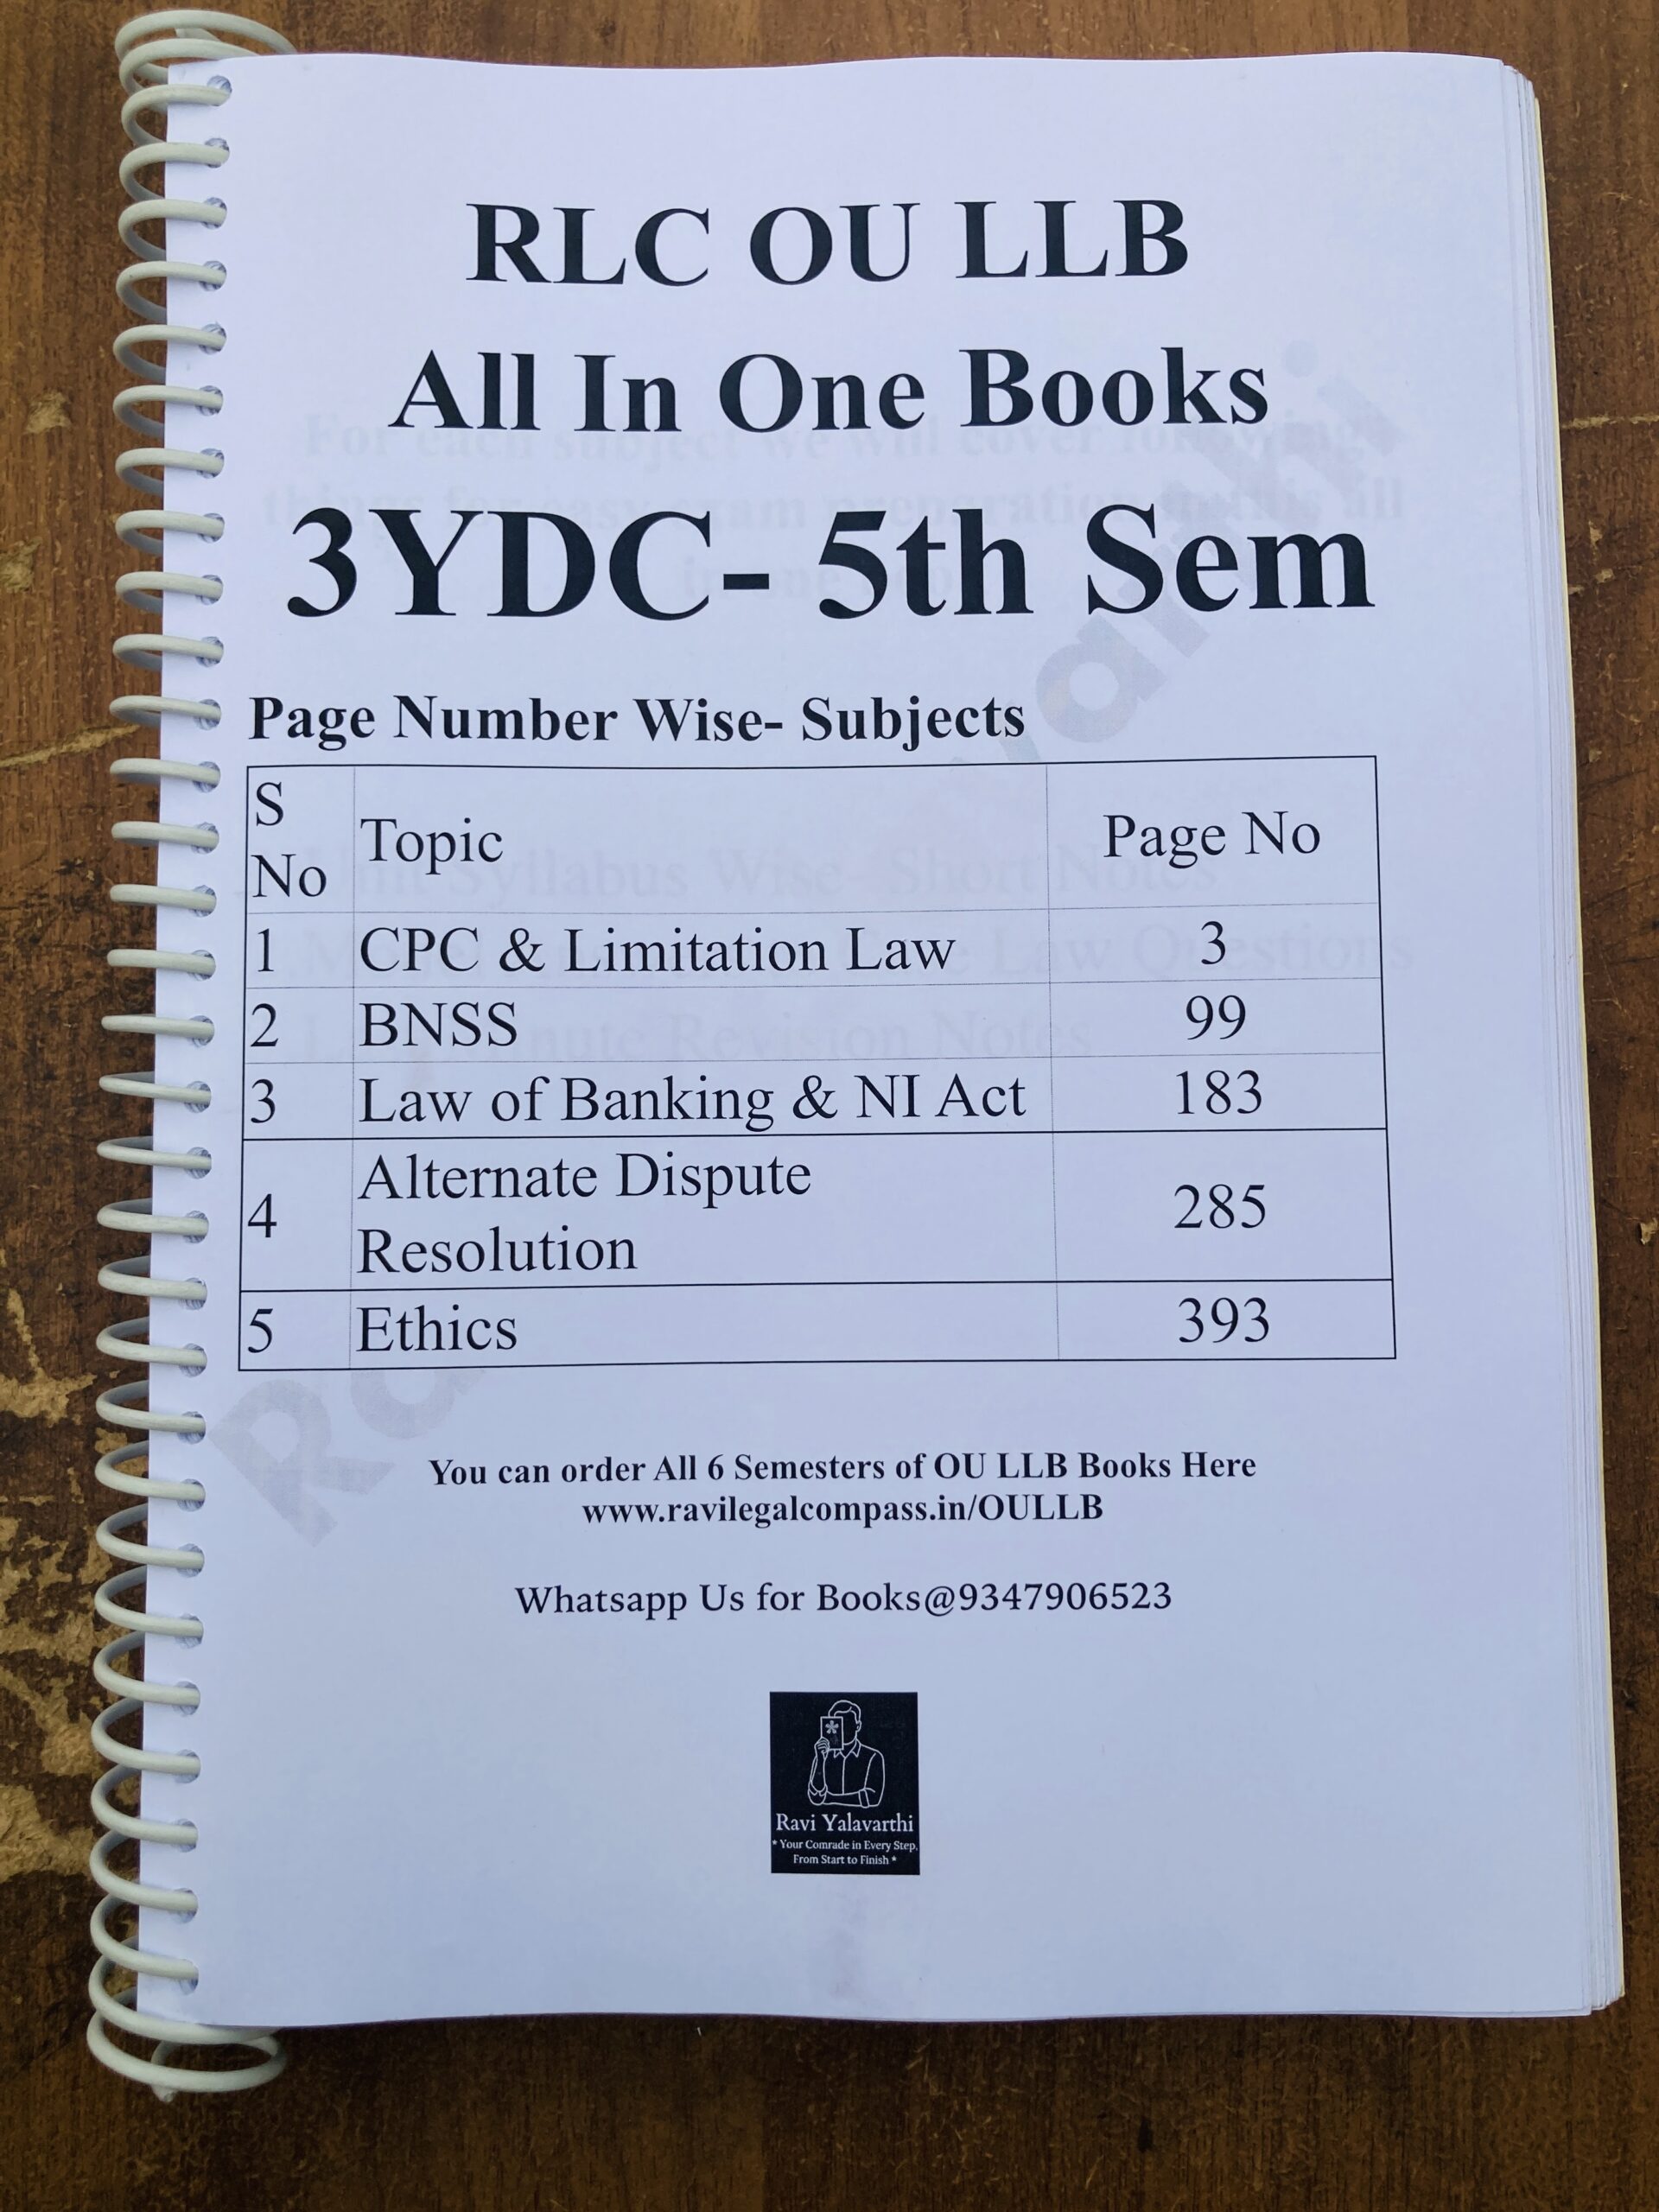 RLC OU LLB
All In One Books
3YDC- 5th Sem
Page Number Wise- Subjects
S No Topic Page No
1 CPC & Limitation Law 3
2 BNSS 99
3 Law of Banking & NI Act 183
4 Alternate Dispute Resolution 285
5 Ethics 393
You can order All 6 Semesters of OU LLB Books Here
www.ravilegalcompass.in/OULLB
Whatsapp Us for Books@9347906523
Ravi Yalavarthi
* Your Comrade in Every Step,
From Start to Finish *